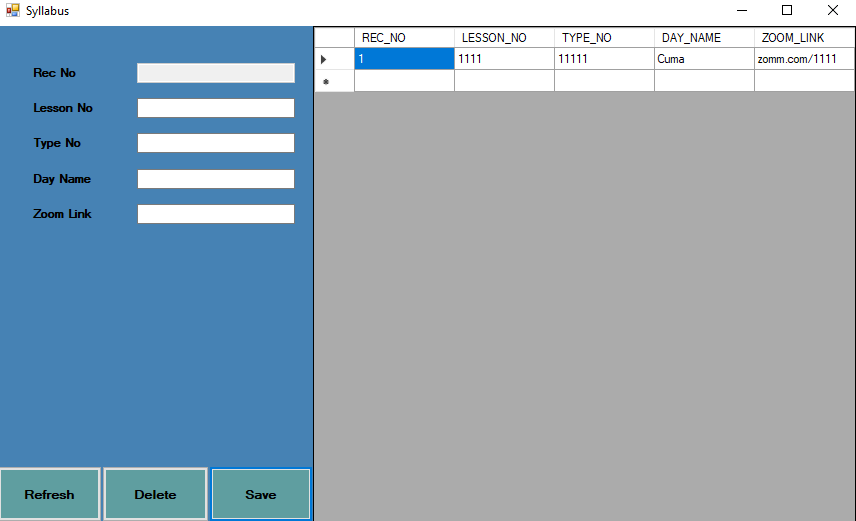 Syllabus
REC_NO LESSON_NO TYPE_NO DAY_NAME ZOOM_LINK
1 1111 11111 Cuma zomm.com/1111
Rec No
Lesson No
Type No
Day Name
Zoom Link
Refresh Delete Save